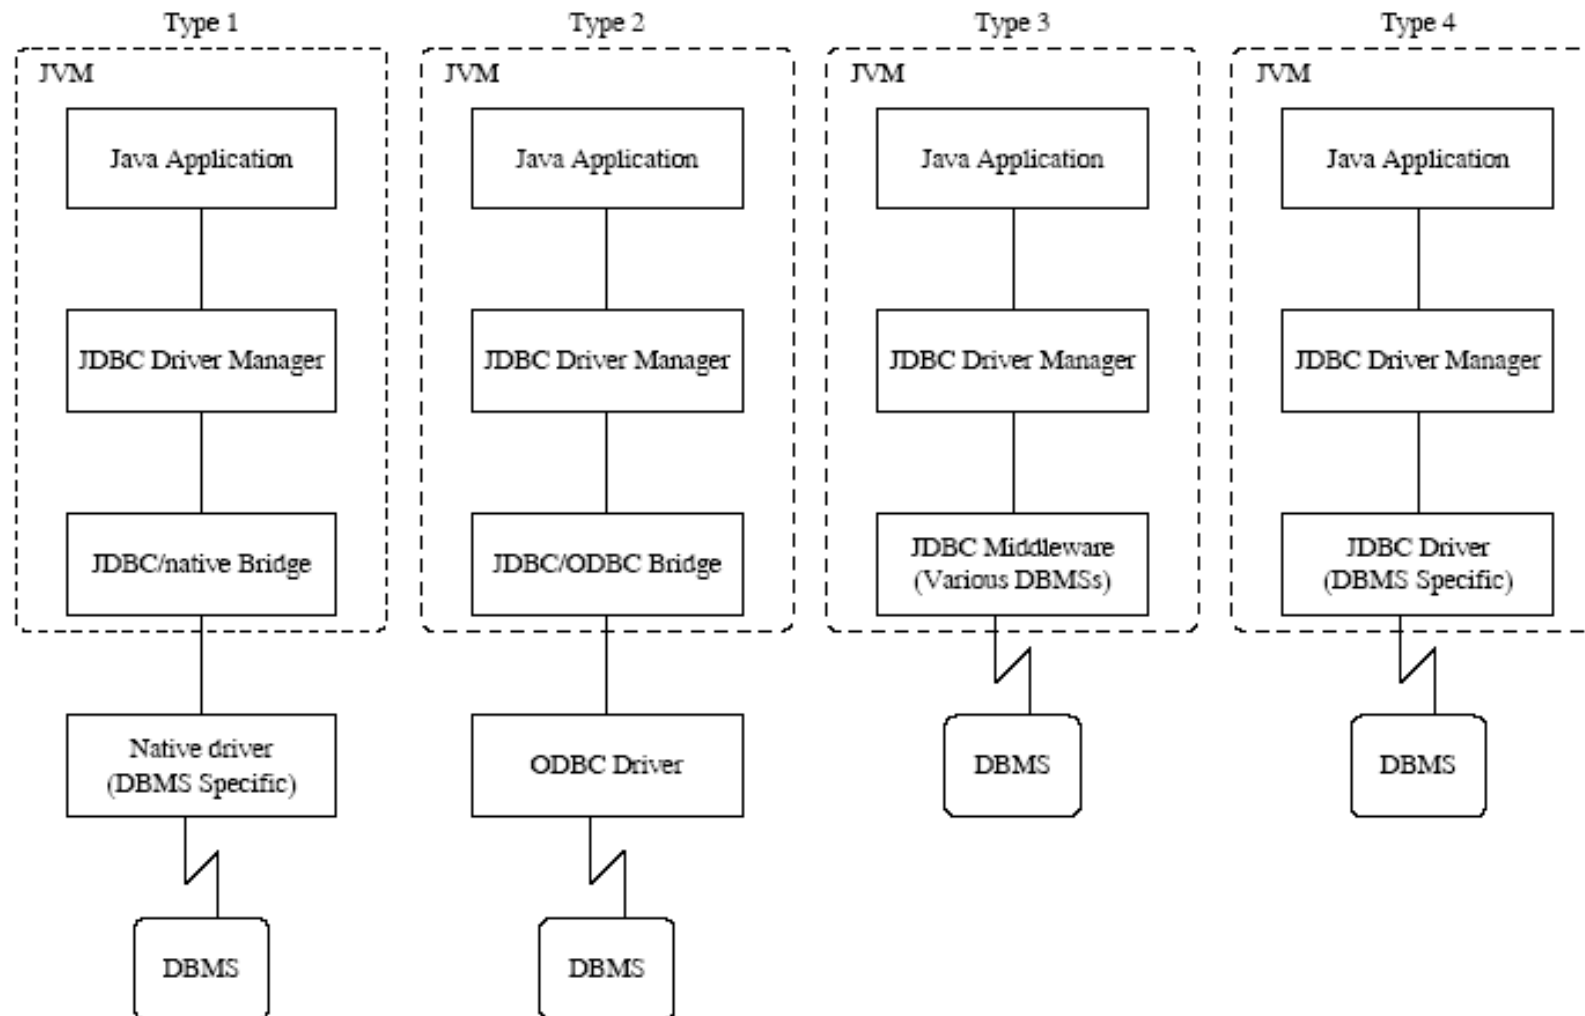 Type 1
JVM
Java Application
JDBC Driver Manager
JDBC/native Bridge
Native driver
(DBMS Specific)
DBMS
Type 2
JVM
Java Application
JDBC Driver Manager
JDBC/ODBC Bridge
ODBC Driver
DBMS
Type 3
JVM
Java Application
JDBC Driver Manager
JDBC Middleware
(Various DBMSs)
DBMS
Type 4
JVM
Java Application
JDBC Driver Manager
JDBC Driver
(DBMS Specific)
DBMS